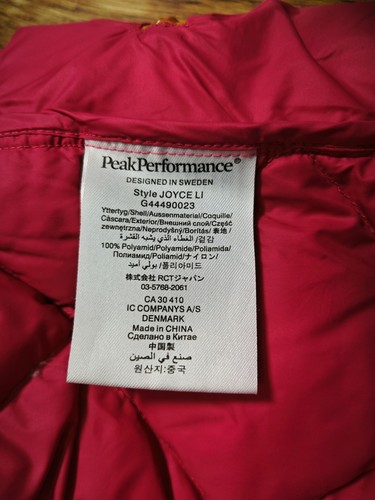 PeakPerformance®
DESIGNED IN SWEDEN
Style JOYCE LI
G44490023
Yttertyg/Shell/Aussenmaterial/Coquille/
Cáscara/Exterior/Внешний слой/Część
zewnętrzna/Neprodyšný/Borítás/表地/
الغطاء الذي يشبه القشرة/겉감
100% Polyamid/Polyamide/Poliamida/
Полиамид/Poliamid/ナイロン/
بولي أميد/폴리아미드
株式会社 RCTジャパン
03-5768-2061
CA 30 410
IC COMPANYS A/S
DENMARK
Made in CHINA
Сделано в Китае
中国製
صنع في الصين
원산지:중국